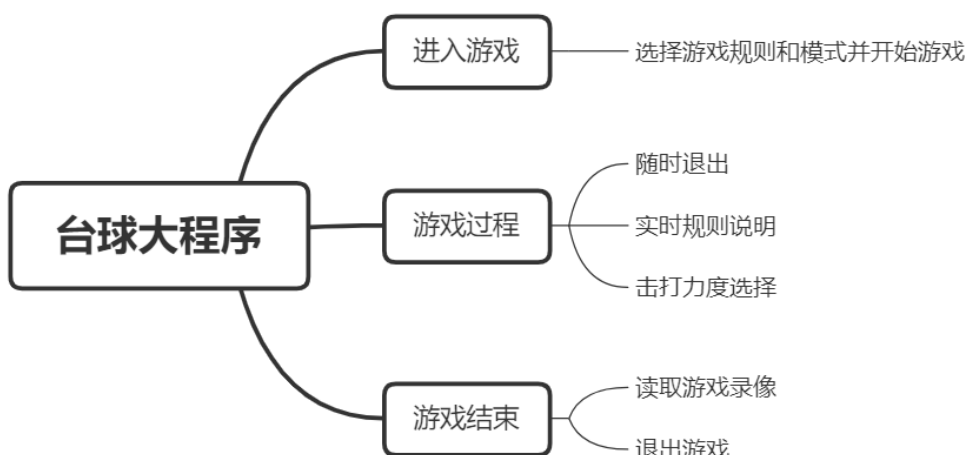 台球大程序
进入游戏
选择游戏规则和模式并开始游戏
游戏过程
随时退出
实时规则说明
击打力度选择
游戏结束
读取游戏录像
退出游戏